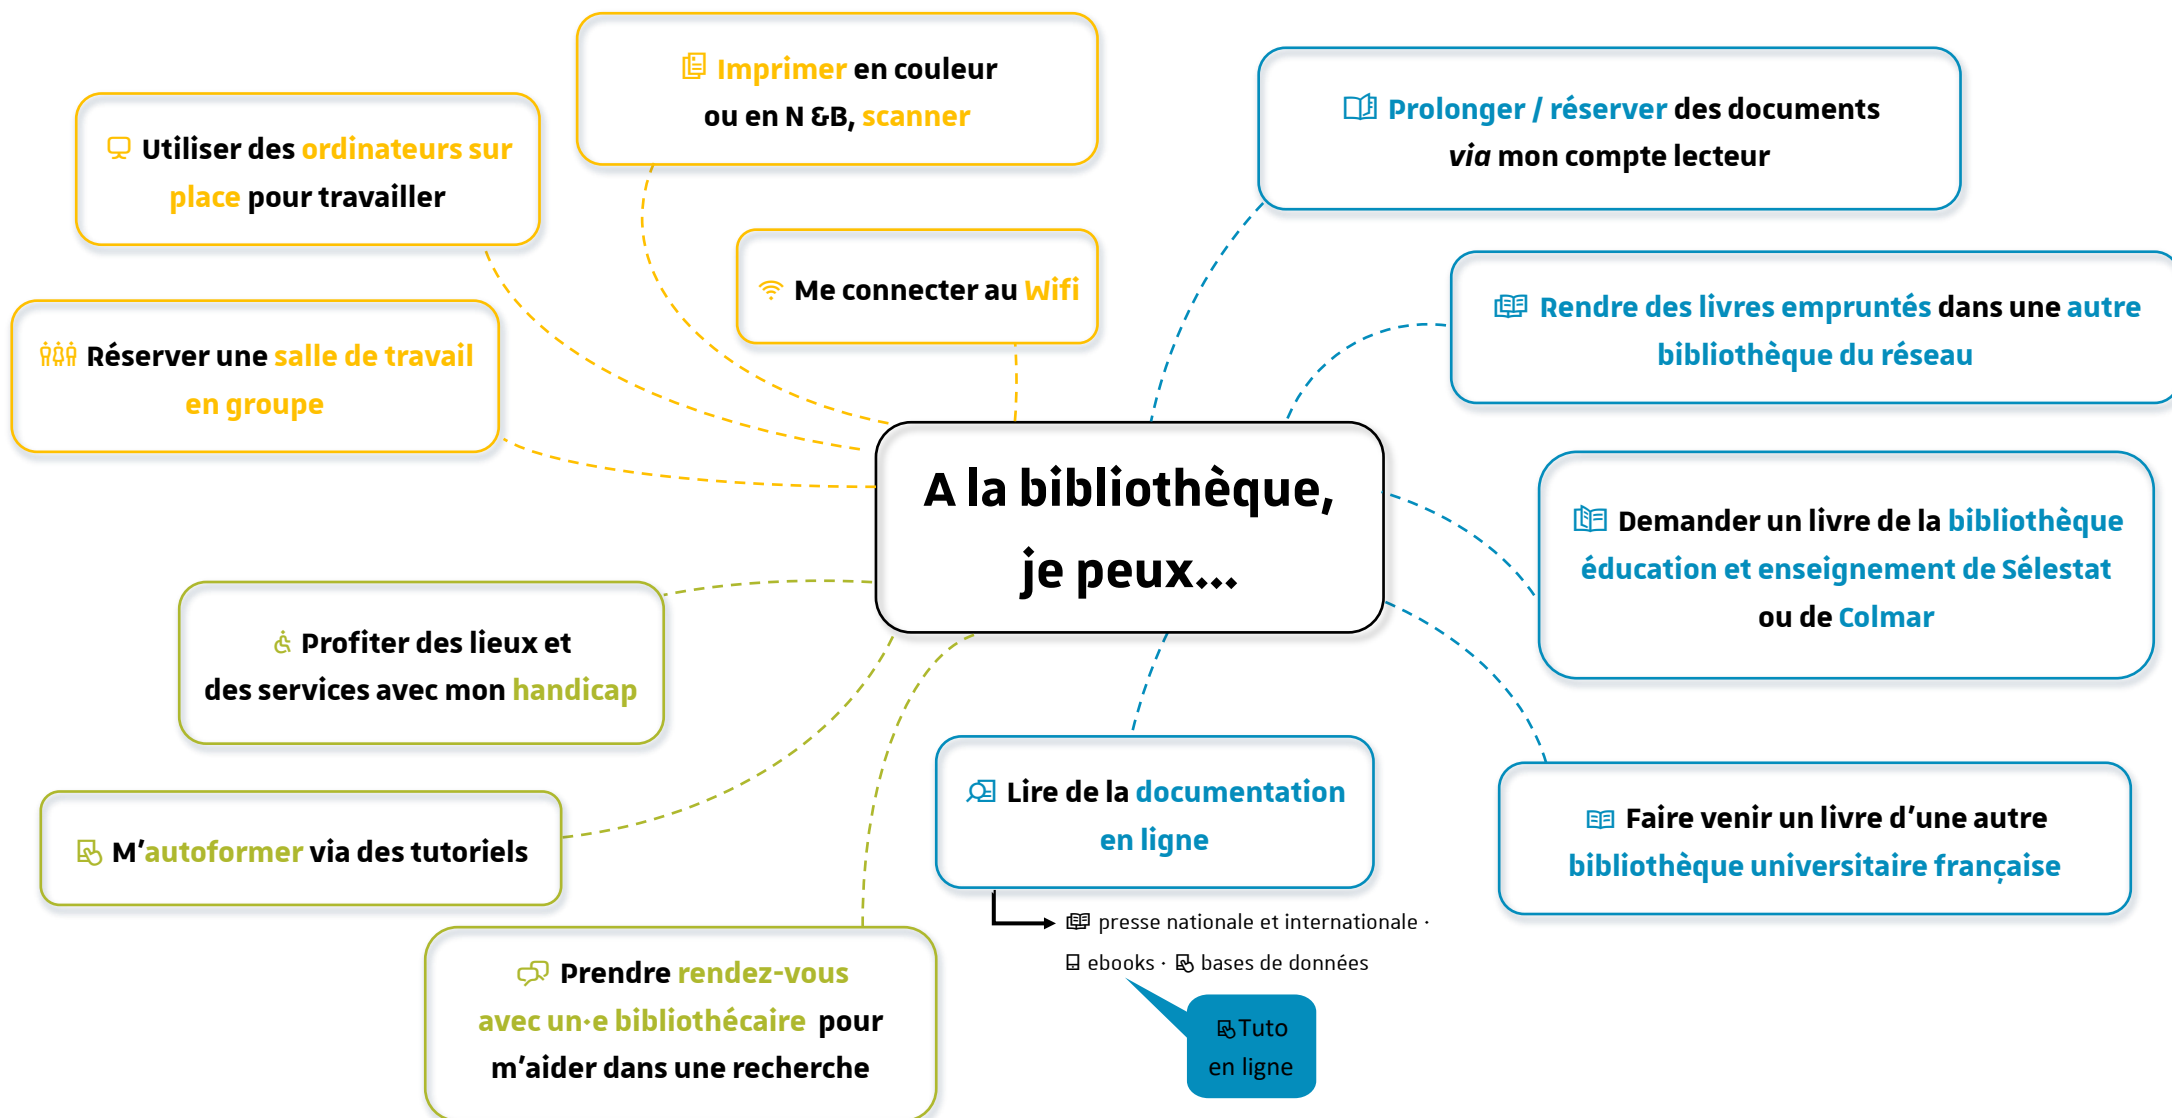 Imprimer en couleur
ou en N &B, scanner
Utiliser des ordinateurs sur
place pour travailler
Me connecter au Wifi
Réserver une salle de travail
en groupe
Prolonger / réserver des documents
via mon compte lecteur
Rendre des livres empruntés dans une autre
bibliothèque du réseau
A la bibliothèque,
je peux...
Demander un livre de la bibliothèque
éducation et enseignement de Sélestat
ou de Colmar
Profiter des lieux et
des services avec mon handicap
M'autoformer via des tutoriels
Prendre rendez-vous
avec un·e bibliothécaire pour
m'aider dans une recherche
Lire de la documentation
en ligne
presse nationale et internationale ·
ebooks · bases de données
Tuto
en ligne
Faire venir un livre d'une autre
bibliothèque universitaire française